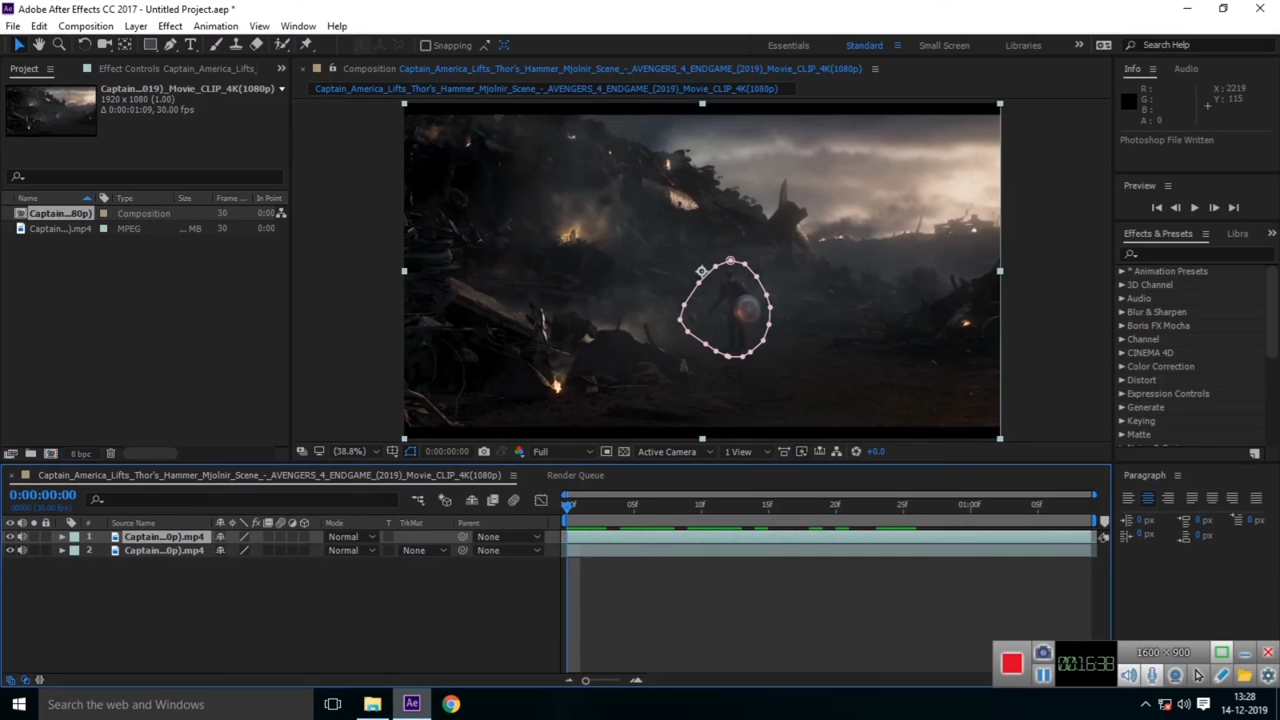 Adobe After Effects CC 2017 - Untitled Project.aep *
File Edit Composition Layer Effect Animation View Window Help
Snapping
Essentials Standard Small Screen Libraries
Search Help
Project Effect Controls Captain_America_Lifts_
Composition Captain_America_Lifts_Thor's_Hammer_Mjolnir_Scene_-_AVENGERS_4_ENDGAME_(2019)_Movie_CLIP_4K(1080p)
Info Audio
Captain_America_Lifts_Thor's_Hammer_Mjolnir_Scene_-_AVENGERS_4_ENDGAME_(2019)_Movie_CLIP_4K(1080p)
Captain...019)_Movie_CLIP_4K(1080p)
1920 x 1080 (1.00)
Δ 0:00:01:09, 30.00 fps
R:
G:
B:
A: 0
X: 2219
Y: 115
Photoshop File Written
Preview
Effects & Presets Libra
Name Type Size Frame ... In Point
Captain...80p) Composition 30 0:00
Captain...).mp4 MPEG ... MB 30 0:00
* Animation Presets
3D Channel
Audio
Blur & Sharpen
Boris FX Mocha
Channel
CINEMA 4D
Color Correction
Distort
Expression Controls
Generate
Keying
Matte
8 bpc
(38.8%) 0:00:00:00 Full Active Camera 1 View +0.0
Captain_America_Lifts_Thor's_Hammer_Mjolnir_Scene_-_AVENGERS_4_ENDGAME_(2019)_Movie_CLIP_4K(1080p)
Render Queue
Paragraph
0:00:00:00
00000 (30.00 fps)
05f 10f 15f 20f 25f 01:00f 05f
0 px 0 px 0 px
0 px 0 px
# Source Name Mode T TrkMat Parent
1 Captain...0p).mp4 Normal None
2 Captain...0p).mp4 Normal None None
1600 × 900
00:16:38
Search the web and Windows
Ae
13:28
14-12-2019